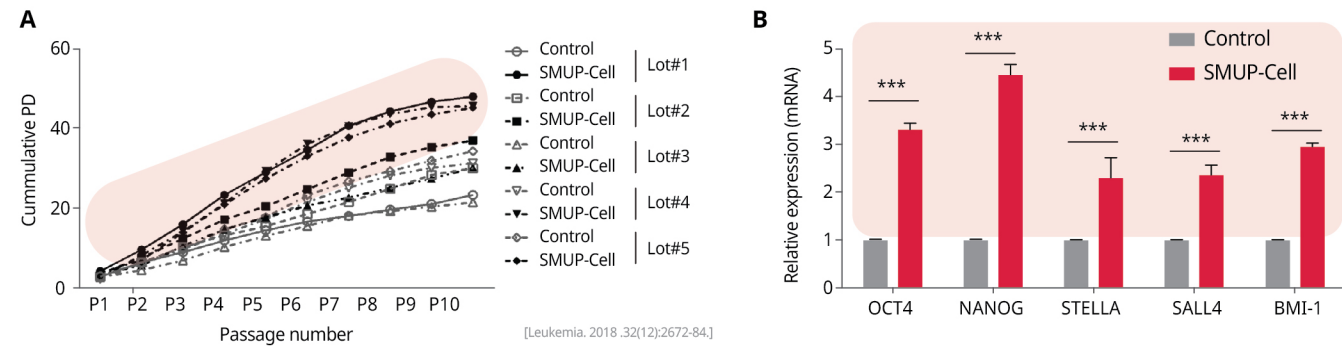 A
60
40
20
0
Cummulative PD
P1 P2 P3 P4 P5 P6 P7 P8 P9 P10
Passage number
Control
SMUP-Cell
Lot#1
Control
SMUP-Cell
Lot#2
Control
SMUP-Cell
Lot#3
Control
SMUP-Cell
Lot#4
Control
SMUP-Cell
Lot#5
[Leukemia. 2018 .32(12):2672-84.]
B
Relative expression (mRNA)
5
4
3
2
1
0
***
***
***
***
***
Control
SMUP-Cell
OCT4 NANOG STELLA SALL4 BMI-1